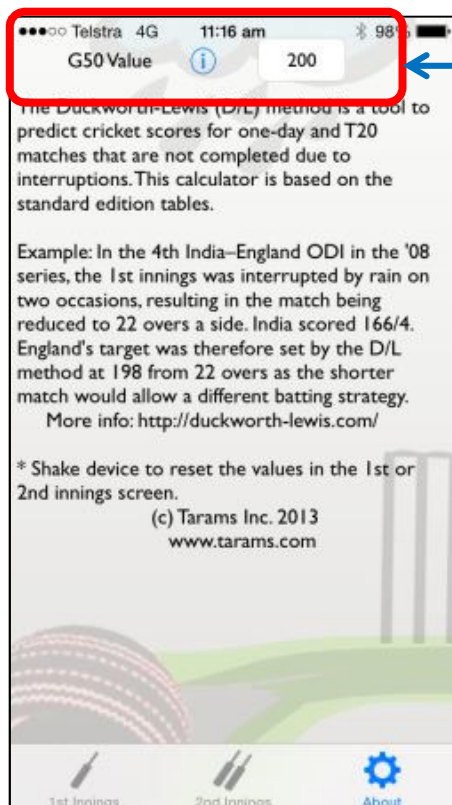 Telstra 4G 11:16 am 98%
G50 Value i 200
The Duckworth-Lewis (D/L) method is a tool to
predict cricket scores for one-day and T20
matches that are not completed due to
interruptions. This calculator is based on the
standard edition tables.
Example: In the 4th India–England ODI in the '08
series, the 1st innings was interrupted by rain on
two occasions, resulting in the match being
reduced to 22 overs a side. India scored 166/4.
England's target was therefore set by the D/L
method at 198 from 22 overs as the shorter
match would allow a different batting strategy.
More info: http://duckworth-lewis.com/
* Shake device to reset the values in the 1st or
2nd innings screen.
(c) Tarams Inc. 2013
www.tarams.com
1st Innings 2nd Innings About